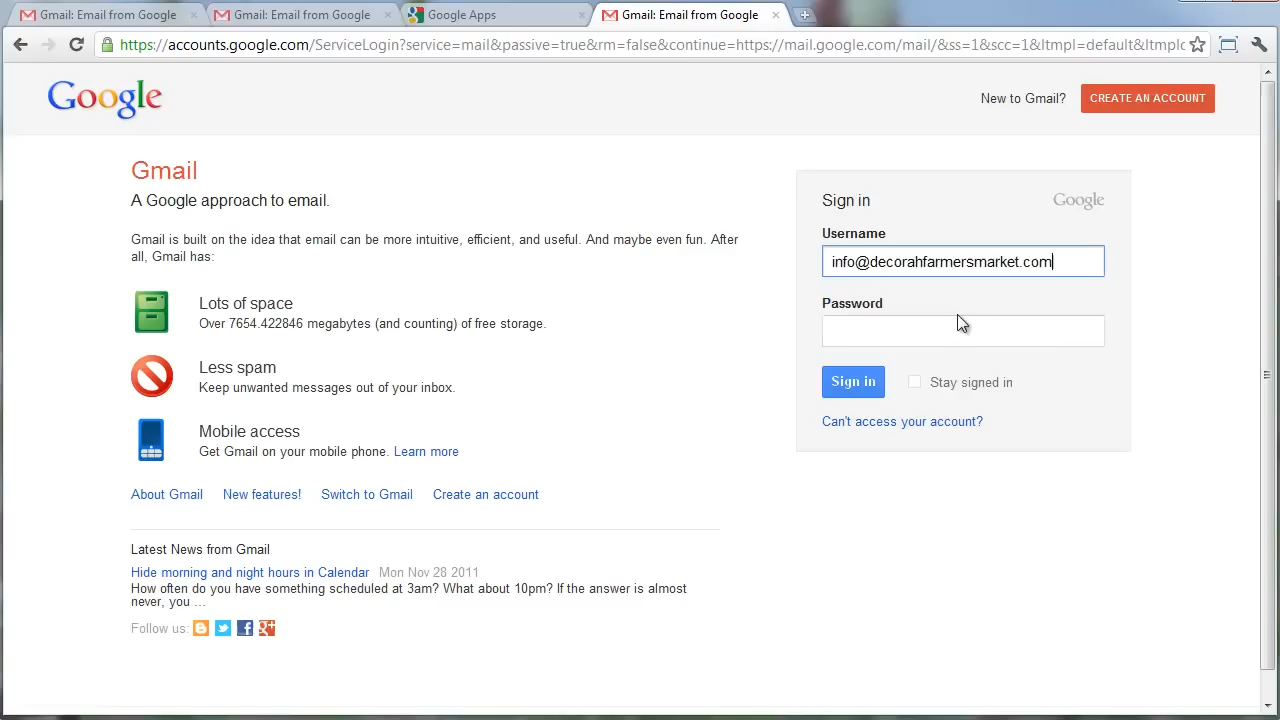 Gmail: Email from Google
Gmail: Email from Google
Google Apps
Gmail: Email from Google
https://accounts.google.com/ServiceLogin?service=mail&passive=true&rm=false&continue=https://mail.google.com/mail/&ss=1&scc=1&ltmpl=default&ltmplc
Google
New to Gmail?
CREATE AN ACCOUNT
Gmail
A Google approach to email.
Gmail is built on the idea that email can be more intuitive, efficient, and useful. And maybe even fun. After
all, Gmail has:
Lots of space
Over 7654.422846 megabytes (and counting) of free storage.
Less spam
Keep unwanted messages out of your inbox.
Mobile access
Get Gmail on your mobile phone. Learn more
About Gmail
New features!
Switch to Gmail
Create an account
Latest News from Gmail
Hide morning and night hours in Calendar Mon Nov 28 2011
How often do you have something scheduled at 3am? What about 10pm? If the answer is almost
never, you ...
Follow us:
Sign in
Google
Username
info@decorahfarmersmarket.com
Password
Sign in
Stay signed in
Can't access your account?